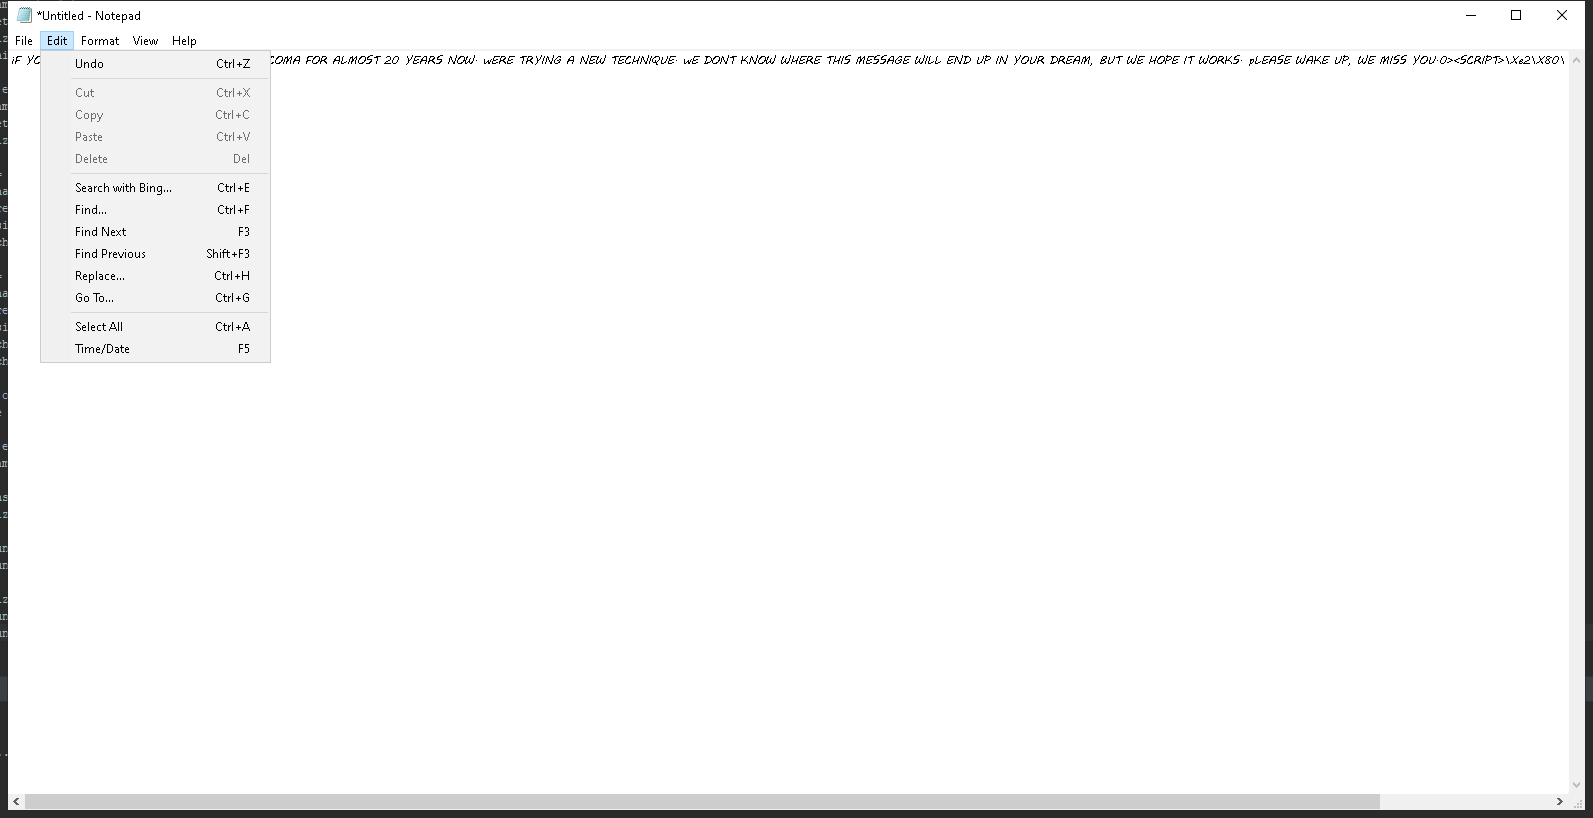 *Untitled - Notepad
File Edit Format View Help
iF YO COMA FOR ALMOST 20 YEARS NOW. wERE TRYING A NEW TECHNIQUE. wE DONT KNOW WHERE THIS MESSAGE WILL END UP IN YOUR DREAM, BUT WE HOPE IT WORKS. pLEASE WAKE UP, WE MISS YOU.0><SCRIPT>\Xe2\X80\
Undo Ctrl+Z
Cut Ctrl+X
Copy Ctrl+C
Paste Ctrl+V
Delete Del
Search with Bing... Ctrl+E
Find... Ctrl+F
Find Next F3
Find Previous Shift+F3
Replace... Ctrl+H
Go To... Ctrl+G
Select All Ctrl+A
Time/Date F5